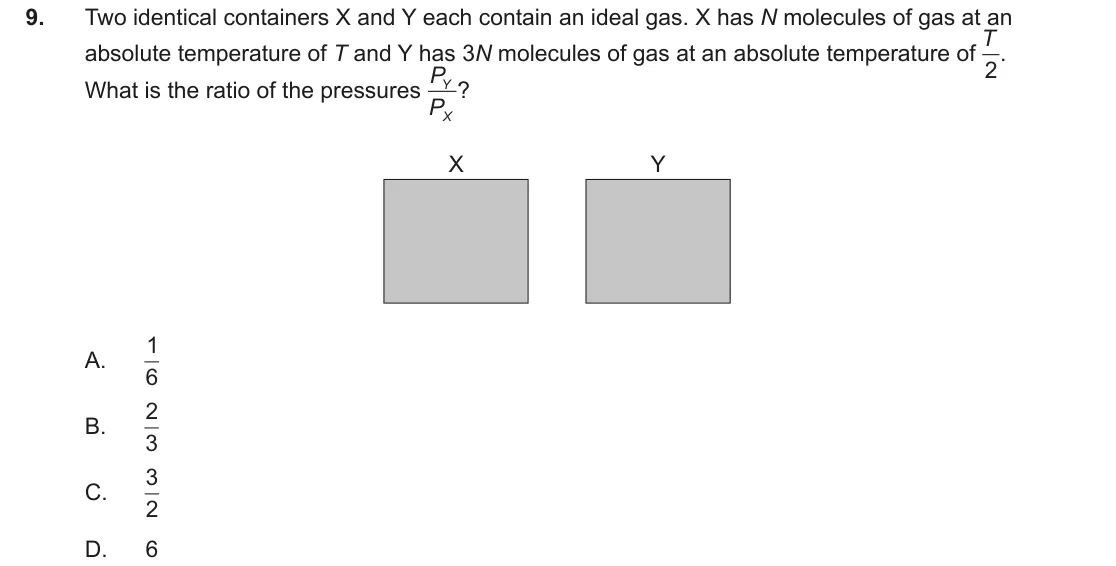 9. Two identical containers X and Y each contain an ideal gas. X has N molecules of gas at an
absolute temperature of T and Y has 3N molecules of gas at an absolute temperature of T/2.
What is the ratio of the pressures P_Y/P_X?
X Y
A. 1/6
B. 2/3
C. 3/2
D. 6